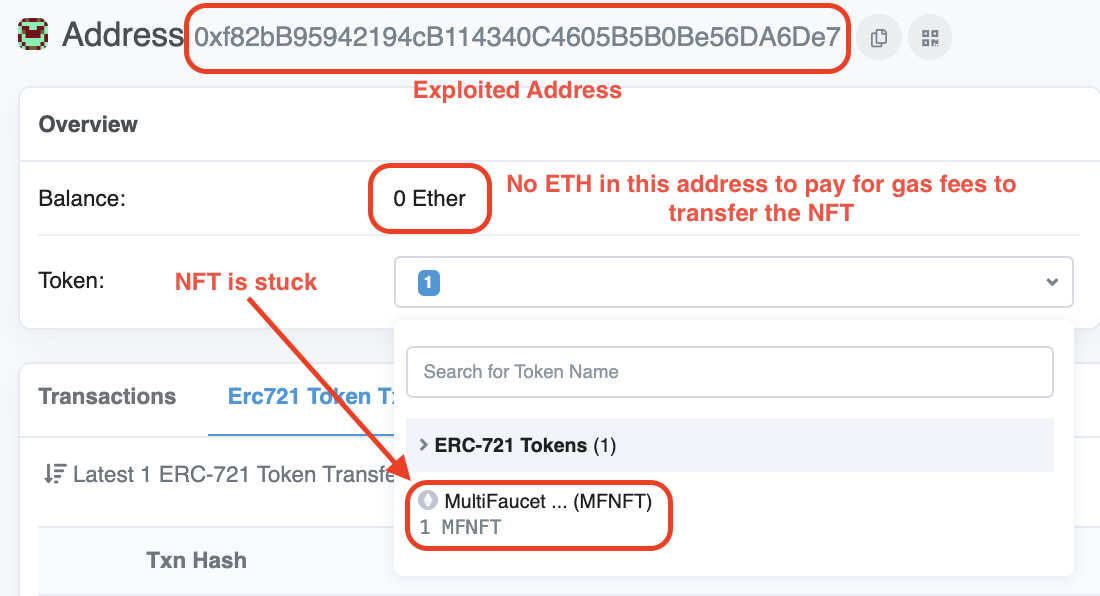 Address 0xf82bB95942194cB114340C4605B5B0Be56DA6De7
Exploited Address
Overview
Balance:
0 Ether
No ETH in this address to pay for gas fees to
transfer the NFT
Token:
NFT is stuck
1
Search for Token Name
Transactions
Erc721 Token Tx
ERC-721 Tokens (1)
Latest 1 ERC-721 Token Transfe
MultiFaucet ... (MFNFT)
1 MFNFT
Txn Hash